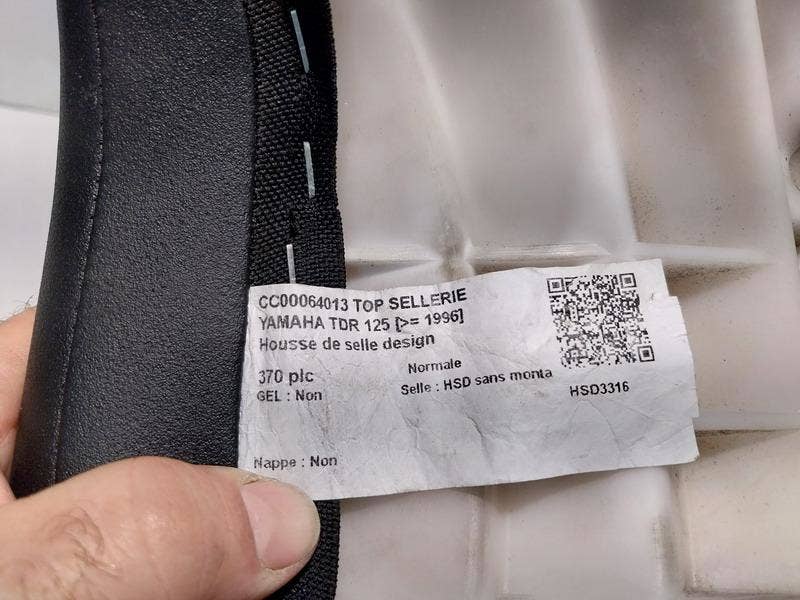 CC00064013 TOP SELLERIE
YAMAHA TDR 125 [>= 1996]
Housse de selle design
370 plc
Normale
GEL : Non
Selle : HSD sans monta
HSD3316
Nappe : Non